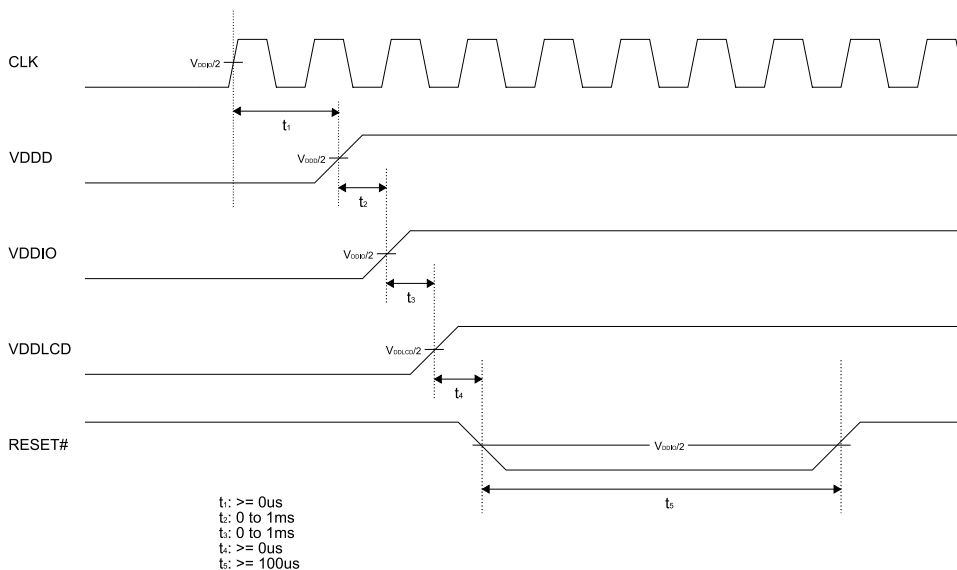 CLK
VDDIO/2
t1
VDDD
VDDD/2
t2
VDDIO
VDDIO/2
t3
VDDLCD
VDDLCD/2
t4
RESET#
VDDIO/2
t5
t1: >= 0us
t2: 0 to 1ms
t3: 0 to 1ms
t4: >= 0us
t5: >= 100us